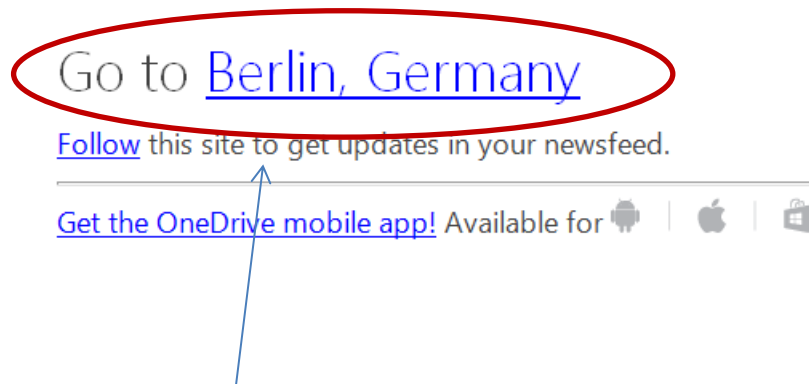 Go to Berlin, Germany
Follow this site to get updates in your newsfeed.
Get the OneDrive mobile app! Available for